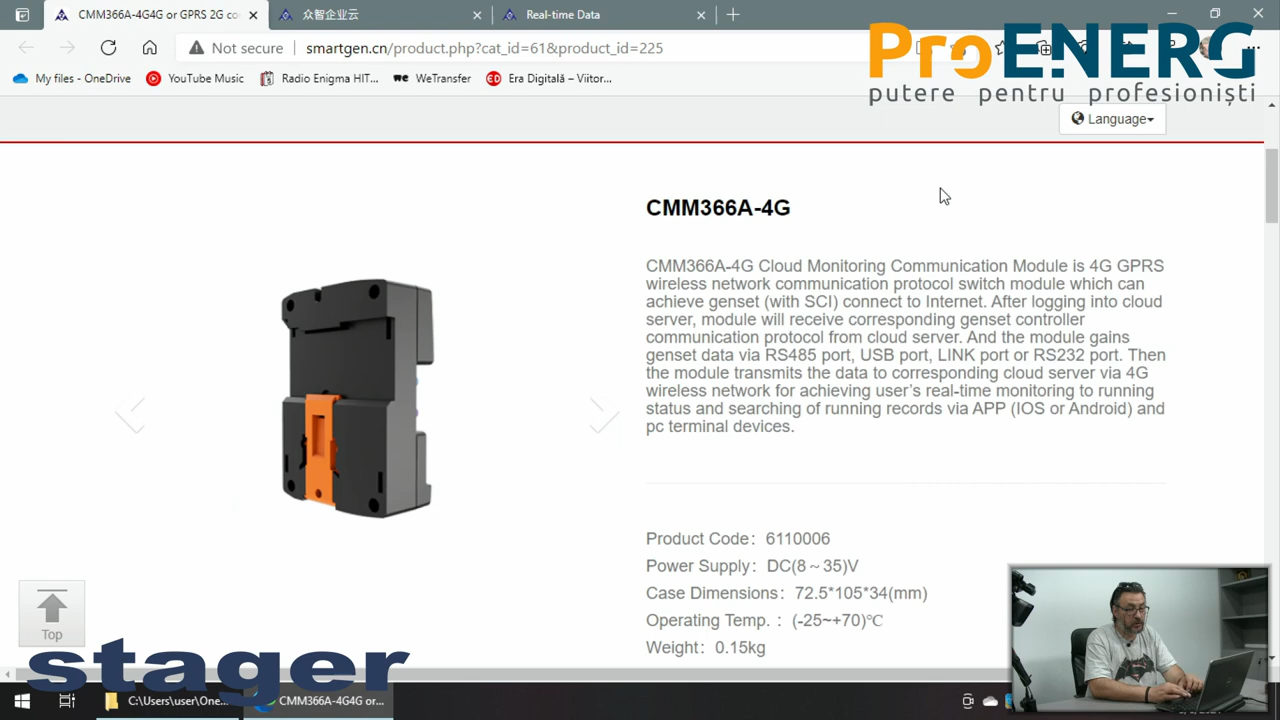 CMM366A-4G4G or GPRS 2G co
众智企业云
Real-time Data
Not secure
smartgen.cn/product.php?cat_id=61&product_id=225
ProENERG
putere pentru profesioniști
My files - OneDrive
YouTube Music
Radio Enigma HIT...
WeTransfer
Era Digitală – Viitor...
Language
CMM366A-4G
CMM366A-4G Cloud Monitoring Communication Module is 4G GPRS
wireless network communication protocol switch module which can
achieve genset (with SCI) connect to Internet. After logging into cloud
server, module will receive corresponding genset controller
communication protocol from cloud server. And the module gains
genset data via RS485 port, USB port, LINK port or RS232 port. Then
the module transmits the data to corresponding cloud server via 4G
wireless network for achieving user's real-time monitoring to running
status and searching of running records via APP (IOS or Android) and
pc terminal devices.
Product Code：6110006
Power Supply：DC(8～35)V
Case Dimensions：72.5*105*34(mm)
Operating Temp.：(-25~+70)℃
Weight：0.15kg
Top
stager
C:\Users\user\One...
CMM366A-4G4G or...